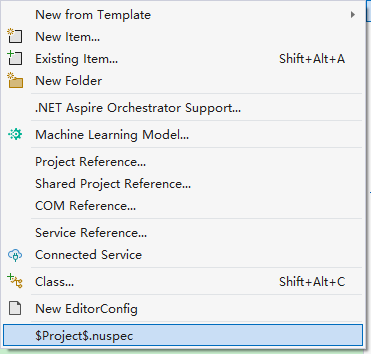 New from Template
New Item...
Existing Item... Shift+Alt+A
New Folder
.NET Aspire Orchestrator Support...
Machine Learning Model...
Project Reference...
Shared Project Reference...
COM Reference...
Service Reference...
Connected Service
Class... Shift+Alt+C
New EditorConfig
$Project$.nuspec